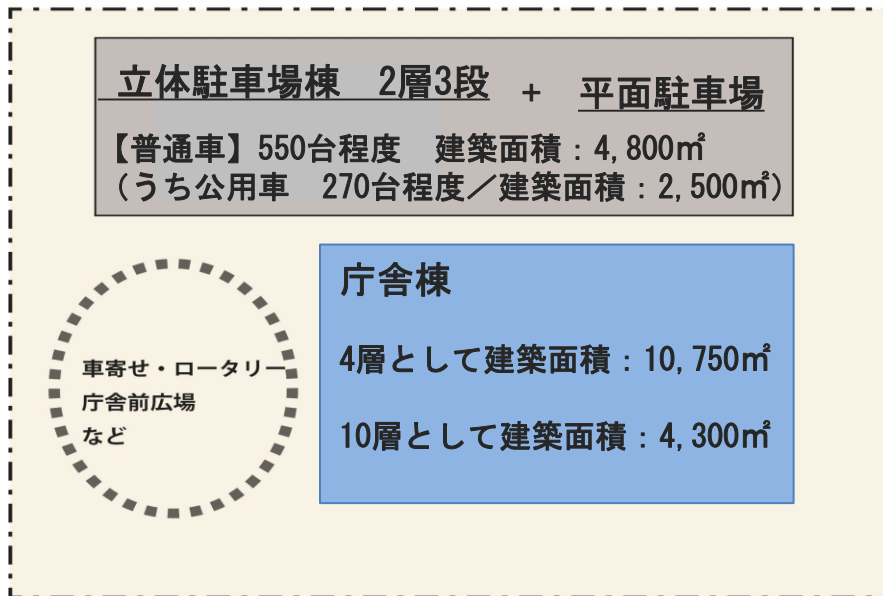 立体駐車場棟　2層3段　+　平面駐車場
【普通車】550台程度　建築面積：4,800㎡
（うち公用車　270台程度／建築面積：2,500㎡）
庁舎棟
4層として建築面積：10,750㎡
10層として建築面積：4,300㎡
車寄せ・ロータリー
庁舎前広場
など